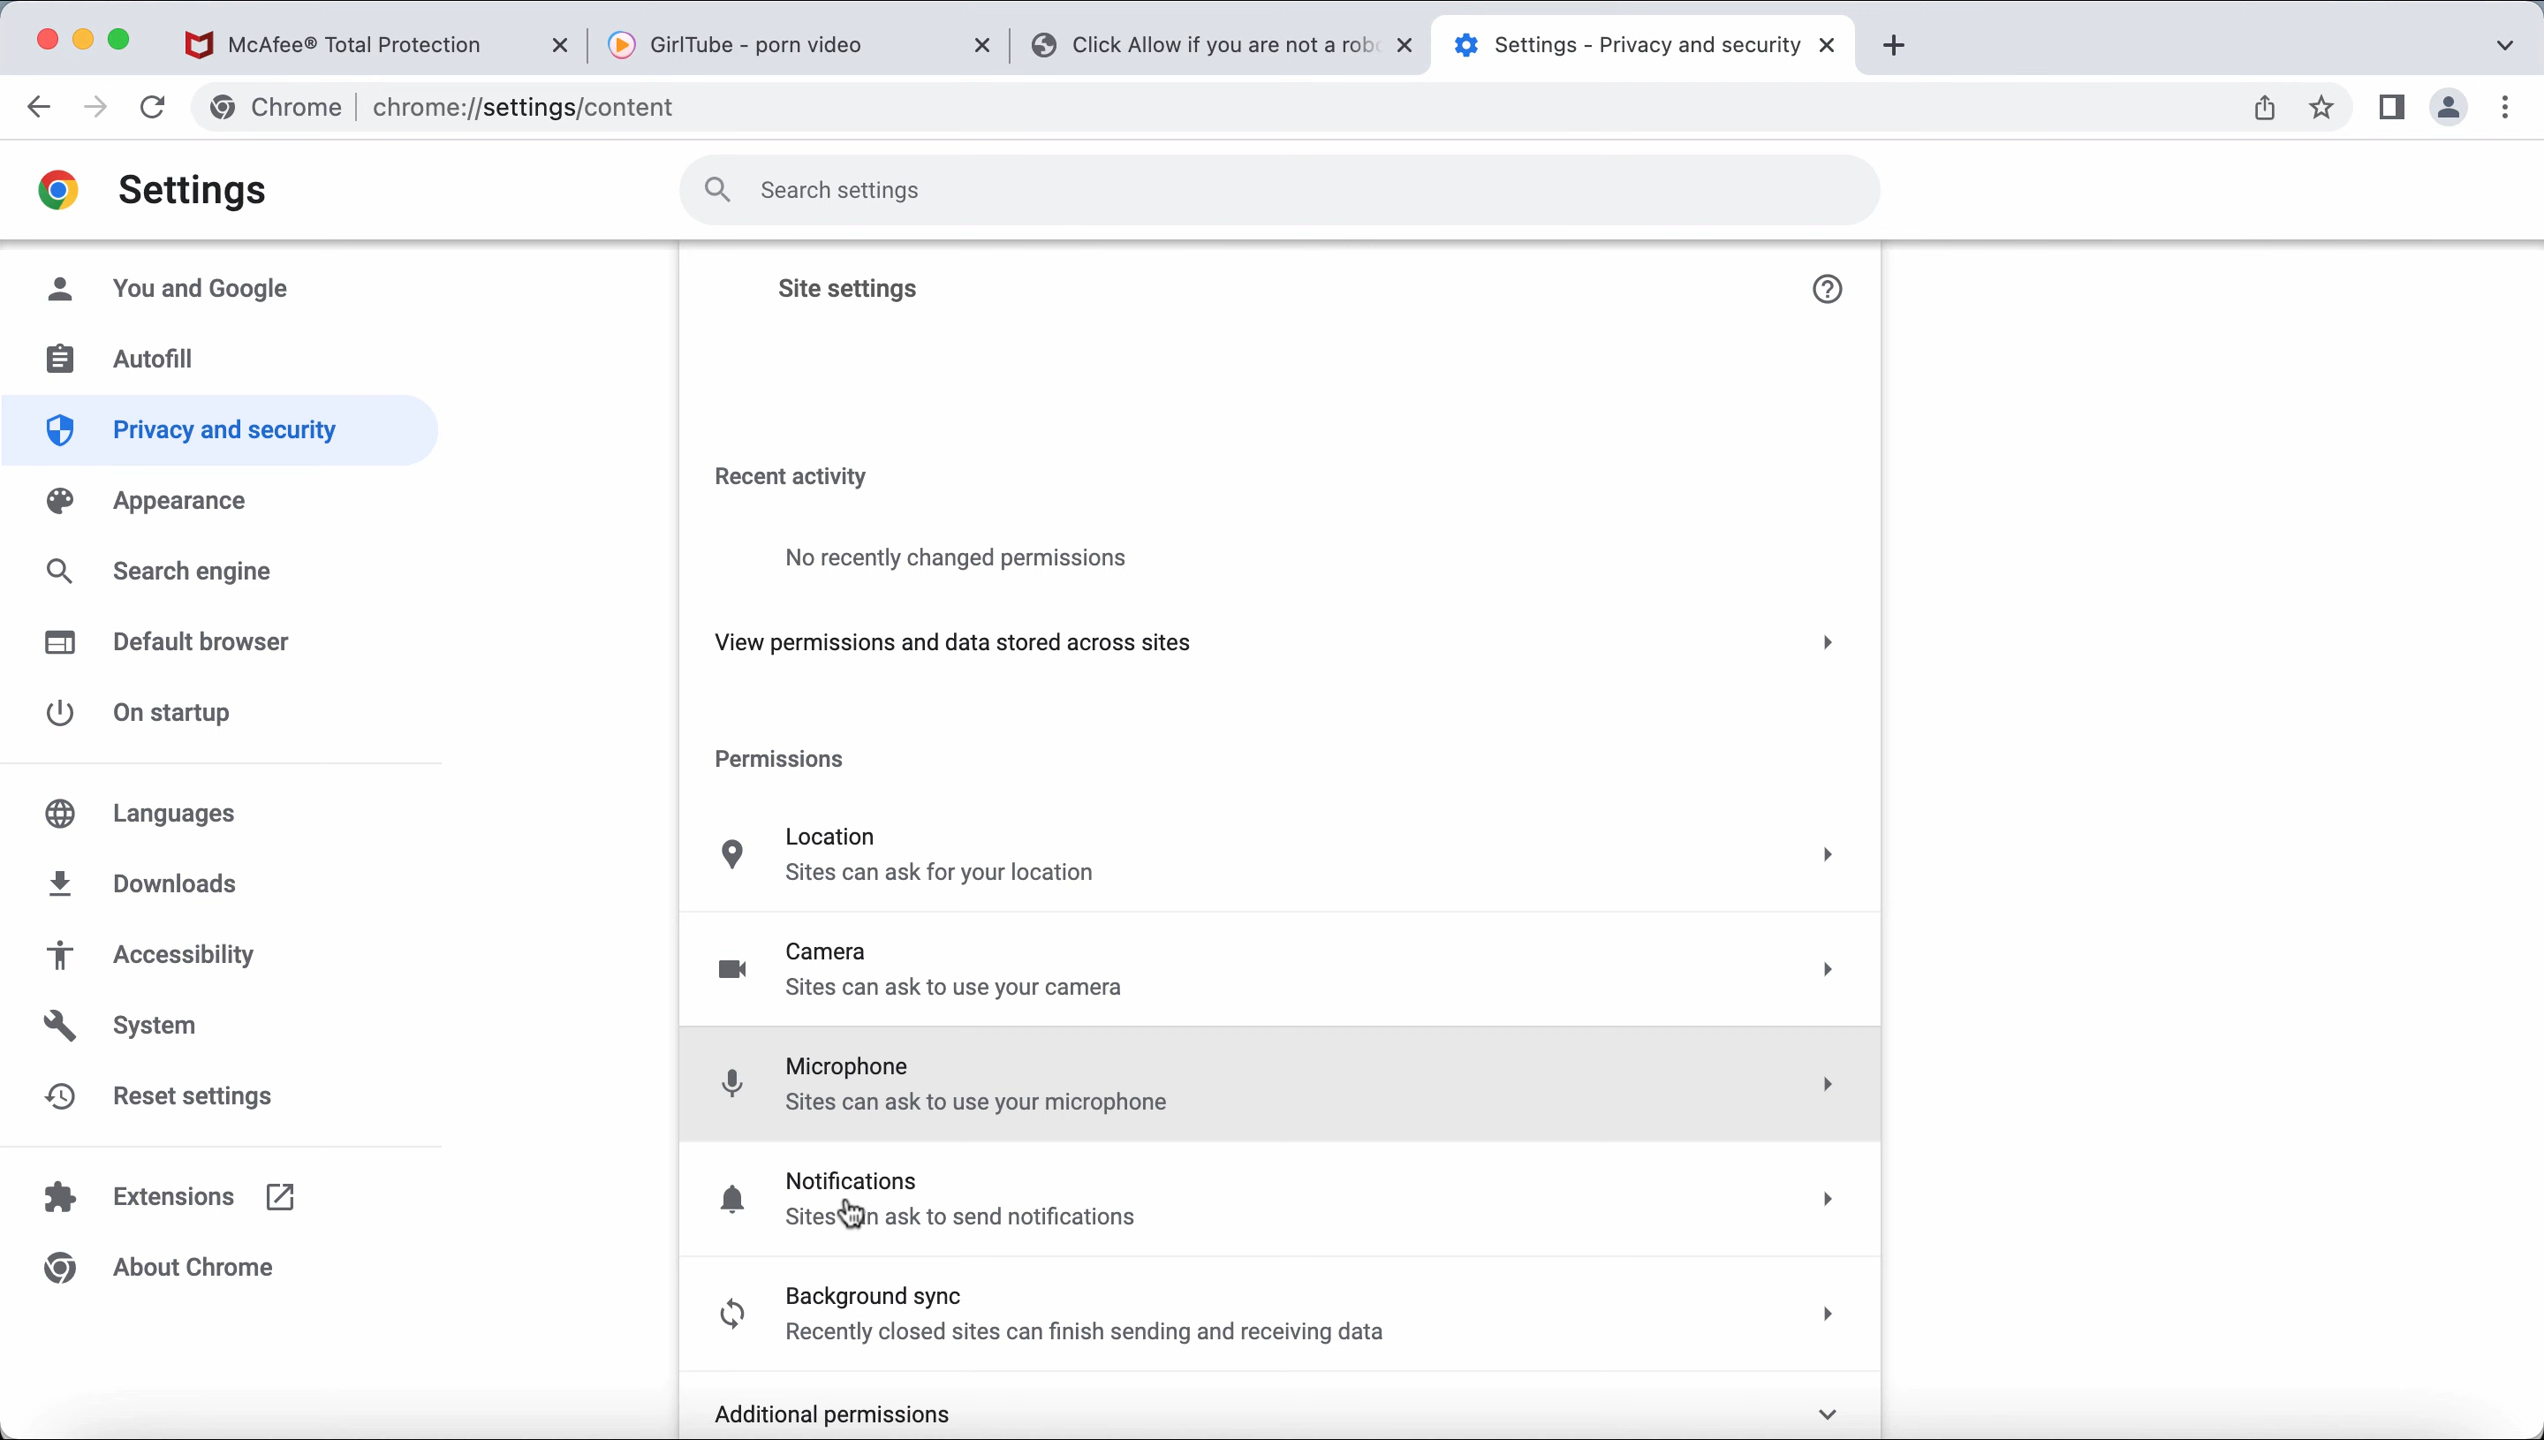 McAfee® Total Protection
GirlTube - porn video
Click Allow if you are not a robo
Settings - Privacy and security
Chrome
chrome://settings/content
Settings
Search settings
You and Google
Autofill
Privacy and security
Appearance
Search engine
Default browser
On startup
Languages
Downloads
Accessibility
System
Reset settings
Extensions
About Chrome
Site settings
Recent activity
No recently changed permissions
View permissions and data stored across sites
Permissions
Location
Sites can ask for your location
Camera
Sites can ask to use your camera
Microphone
Sites can ask to use your microphone
Notifications
Sites can ask to send notifications
Background sync
Recently closed sites can finish sending and receiving data
Additional permissions